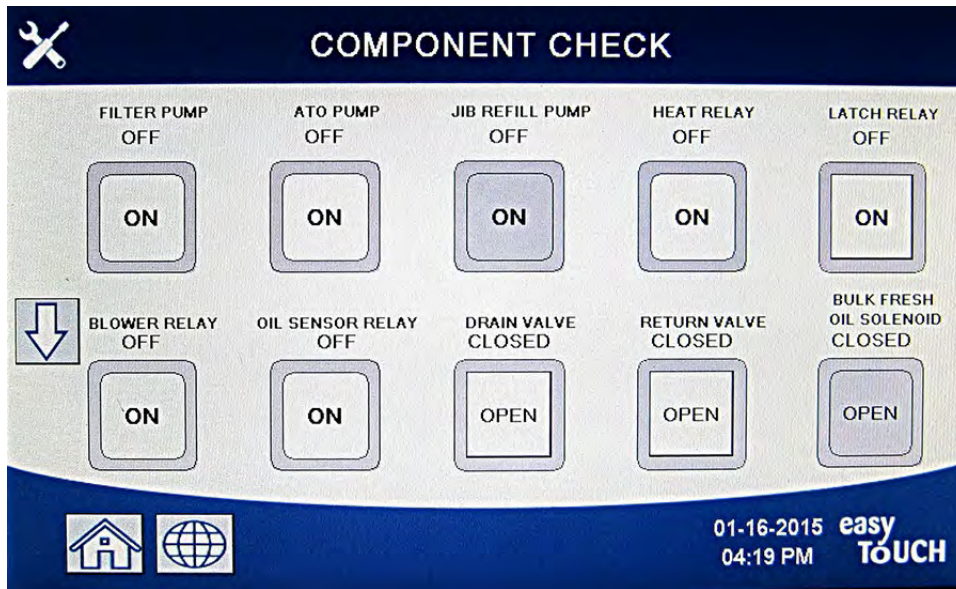 COMPONENT CHECK
FILTER PUMP
OFF
ON
ATO PUMP
OFF
ON
JIB REFILL PUMP
OFF
ON
HEAT RELAY
OFF
ON
LATCH RELAY
OFF
ON
BLOWER RELAY
OFF
ON
OIL SENSOR RELAY
OFF
ON
DRAIN VALVE
CLOSED
OPEN
RETURN VALVE
CLOSED
OPEN
BULK FRESH
OIL SOLENOID
CLOSED
OPEN
01-16-2015
04:19 PM
easy
ToUCH